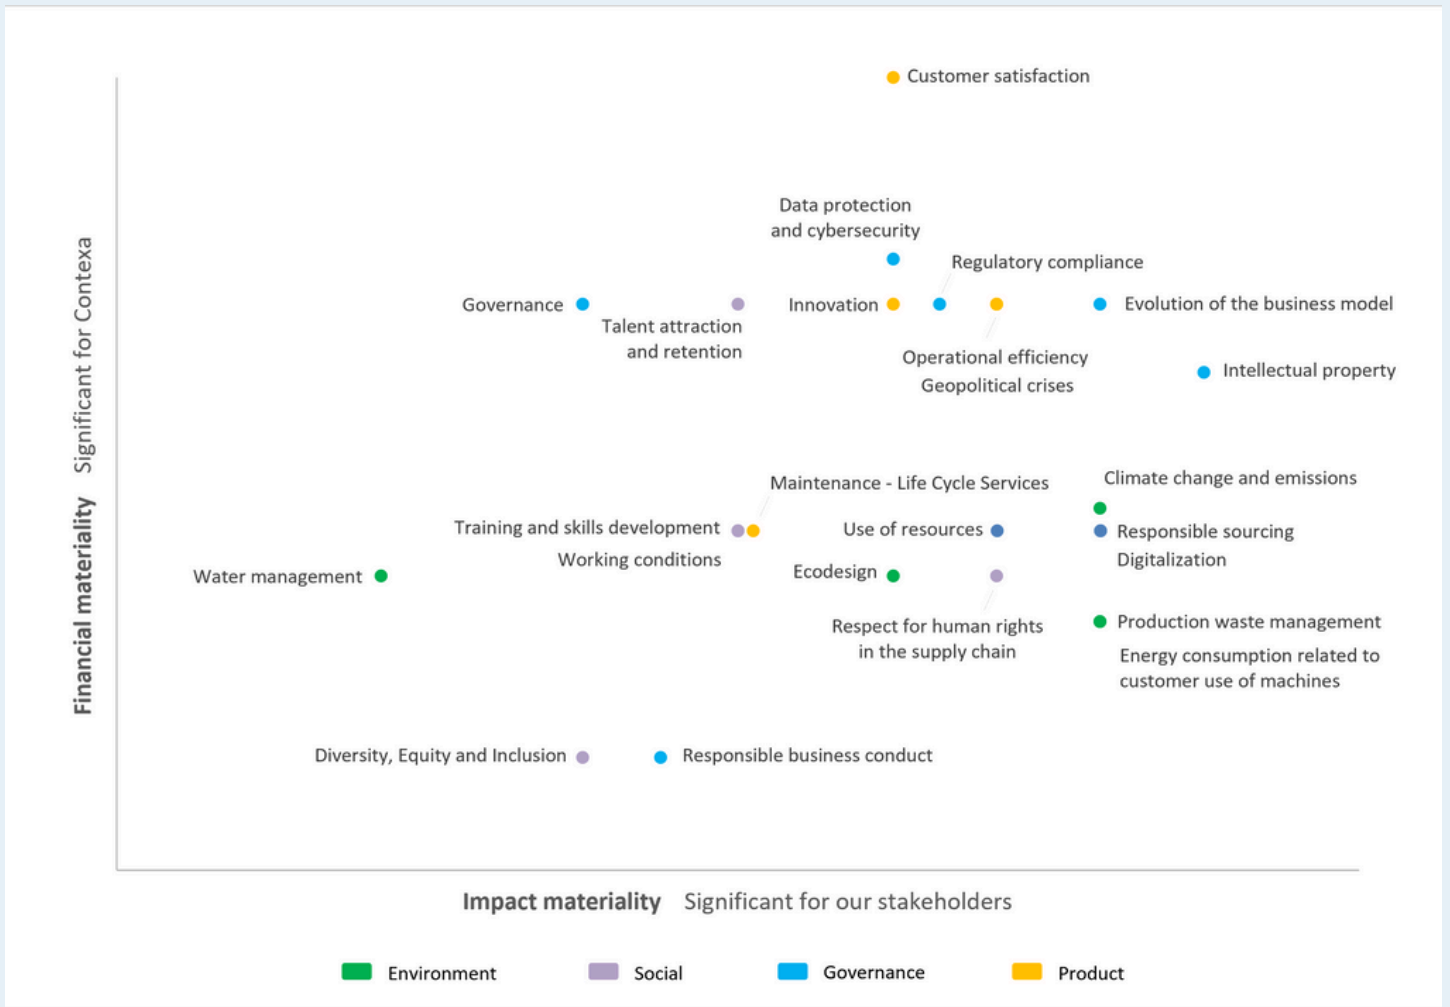 Customer satisfaction
Data protection
and cybersecurity
Regulatory compliance
Governance
Talent attraction
and retention
Innovation
Evolution of the business model
Operational efficiency
Geopolitical crises
Intellectual property
Climate change and emissions
Maintenance - Life Cycle Services
Training and skills development
Working conditions
Use of resources
Responsible sourcing
Digitalization
Water management
Ecodesign
Respect for human rights
in the supply chain
Production waste management
Energy consumption related to
customer use of machines
Diversity, Equity and Inclusion
Responsible business conduct
Financial materiality Significant for Contexa
Impact materiality Significant for our stakeholders
Environment
Social
Governance
Product